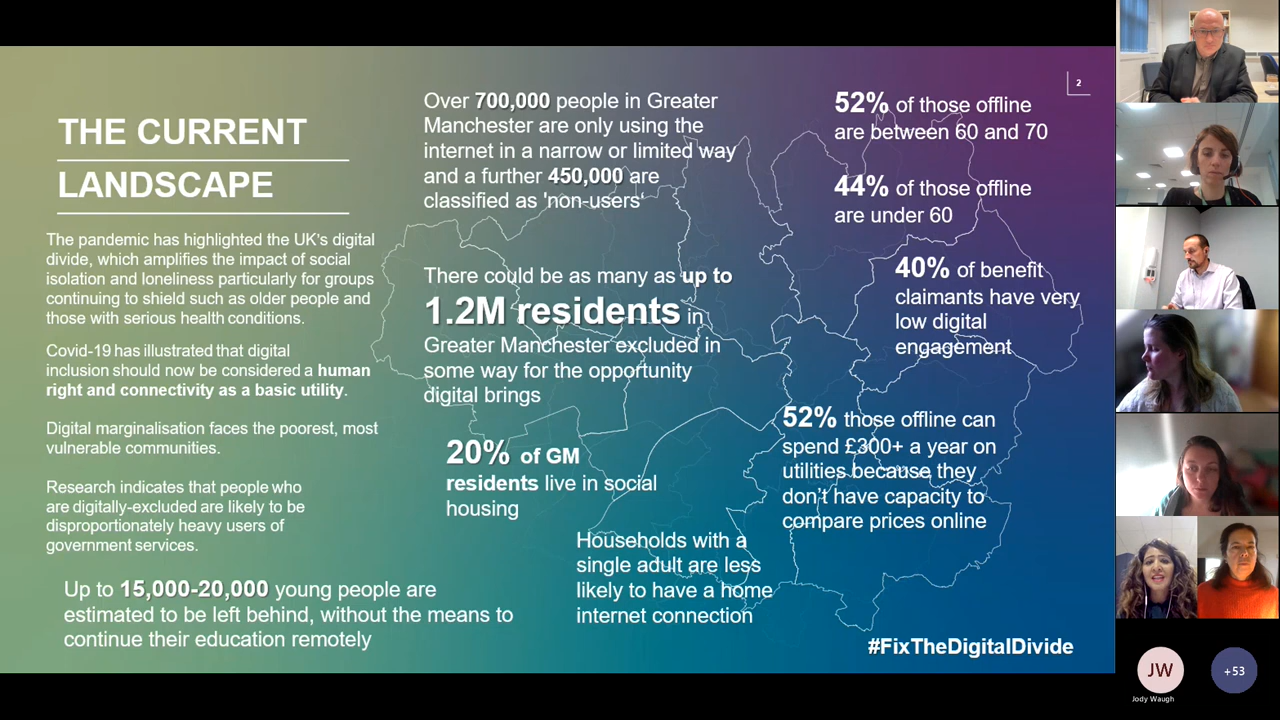 THE CURRENT
LANDSCAPE
The pandemic has highlighted the UK's digital
divide, which amplifies the impact of social
isolation and loneliness particularly for groups
continuing to shield such as older people and
those with serious health conditions.
Covid-19 has illustrated that digital
inclusion should now be considered a human
right and connectivity as a basic utility.
Digital marginalisation faces the poorest, most
vulnerable communities.
Research indicates that people who
are digitally-excluded are likely to be
disproportionately heavy users of
government services.
Up to 15,000-20,000 young people are
estimated to be left behind, without the means to
continue their education remotely
Over 700,000 people in Greater
Manchester are only using the
internet in a narrow or limited way
and a further 450,000 are
classified as 'non-users'
There could be as many as up to
1.2M residents in
Greater Manchester excluded in
some way for the opportunity
digital brings
20% of GM
residents live in social
housing
Households with a
single adult are less
likely to have a home
internet connection
2
52% of those offline
are between 60 and 70
44% of those offline
are under 60
40% of benefit
claimants have very
low digital
engagement
52% those offline can
spend £300+ a year on
utilities because they
don't have capacity to
compare prices online
#FixTheDigitalDivide
JW
Jody Waugh
+53